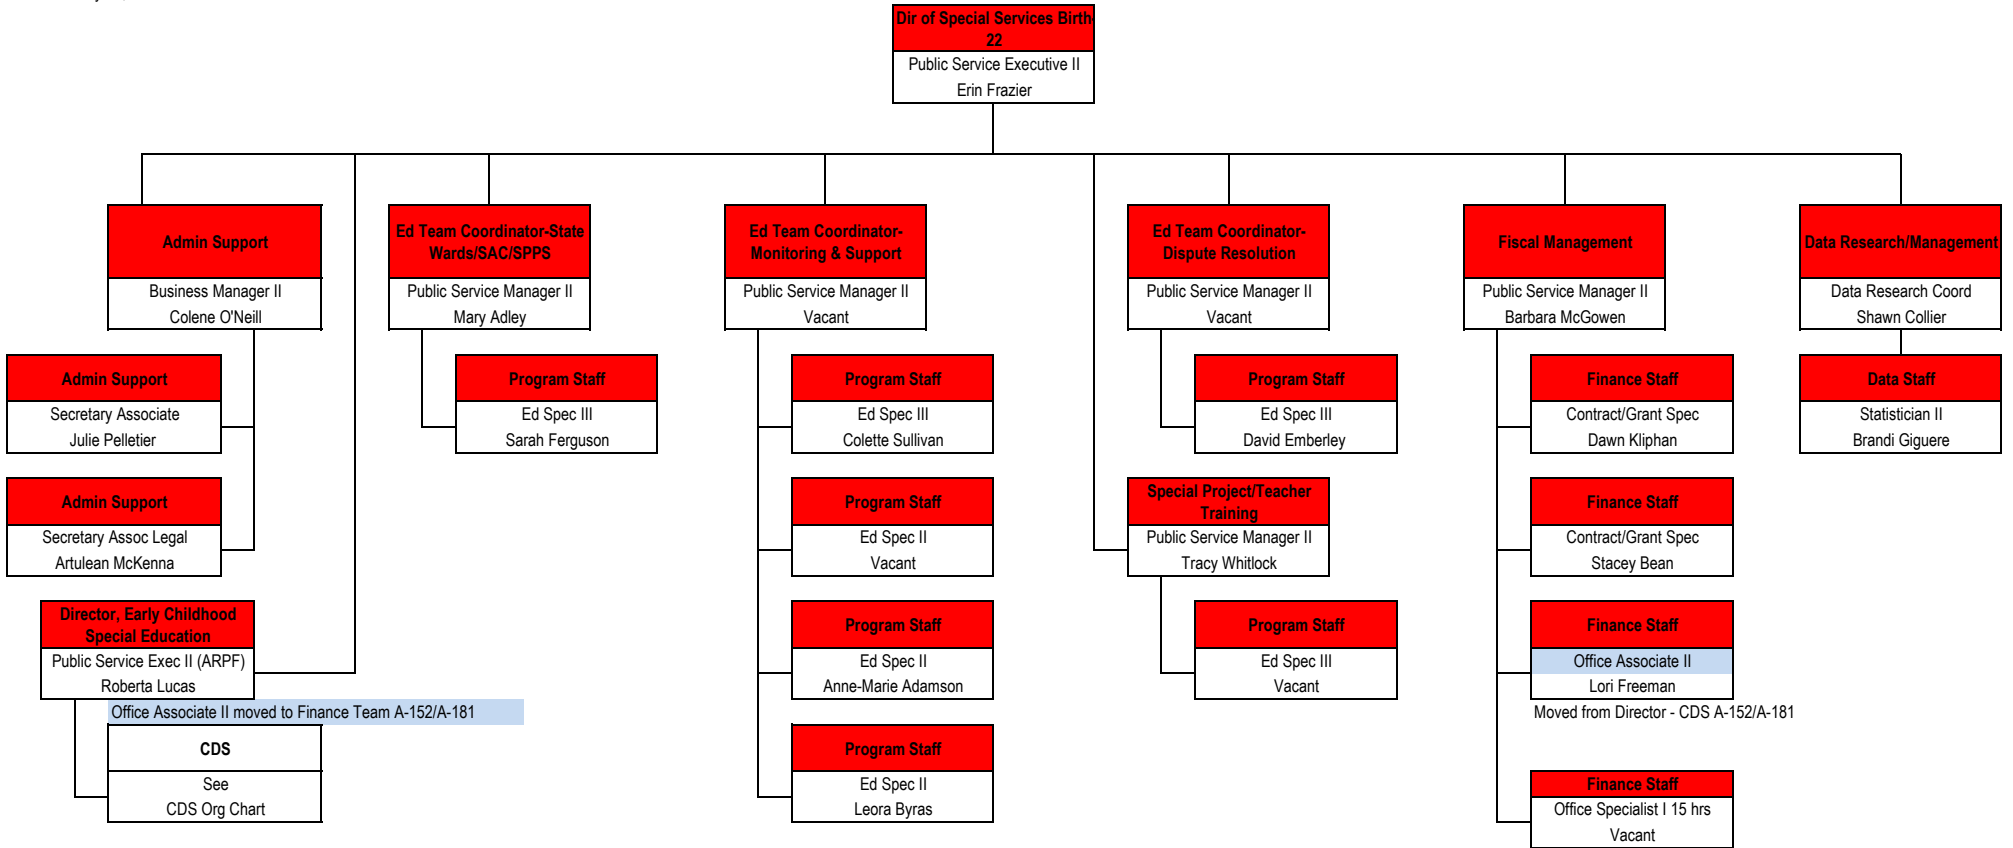 Dir of Special Services Birth-
22
Public Service Executive II
Erin Frazier
Admin Support
Business Manager II
Colene O'Neill
Ed Team Coordinator-State
Wards/SAC/SPPS
Public Service Manager II
Mary Adley
Ed Team Coordinator-
Monitoring & Support
Public Service Manager II
Vacant
Ed Team Coordinator-
Dispute Resolution
Public Service Manager II
Vacant
Fiscal Management
Public Service Manager II
Barbara McGowen
Data Research/Management
Data Research Coord
Shawn Collier
Admin Support
Secretary Associate
Julie Pelletier
Program Staff
Ed Spec III
Sarah Ferguson
Program Staff
Ed Spec III
Colette Sullivan
Program Staff
Ed Spec III
David Emberley
Finance Staff
Contract/Grant Spec
Dawn Kliphan
Data Staff
Statistician II
Brandi Giguere
Admin Support
Secretary Assoc Legal
Artulean McKenna
Program Staff
Ed Spec II
Vacant
Special Project/Teacher
Training
Public Service Manager II
Tracy Whitlock
Finance Staff
Contract/Grant Spec
Stacey Bean
Director, Early Childhood
Special Education
Public Service Exec II (ARPF)
Roberta Lucas
Office Associate II moved to Finance Team A-152/A-181
Program Staff
Ed Spec II
Anne-Marie Adamson
Program Staff
Ed Spec III
Vacant
Finance Staff
Office Associate II
Lori Freeman
Moved from Director - CDS A-152/A-181
CDS
See
CDS Org Chart
Program Staff
Ed Spec II
Leora Byras
Finance Staff
Office Specialist I 15 hrs
Vacant